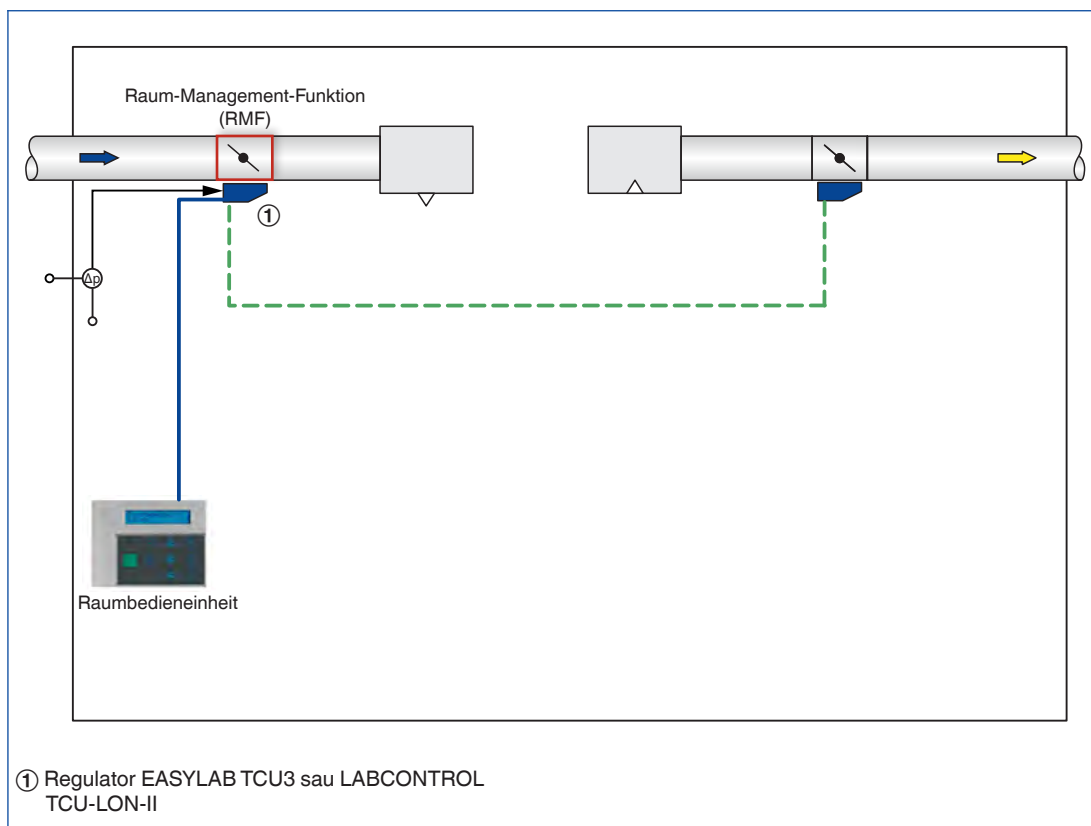 Raum-Management-Funktion
(RMF)
①
Δp
Raumbedieneinheit
① Regulator EASYLAB TCU3 sau LABCONTROL
TCU-LON-II